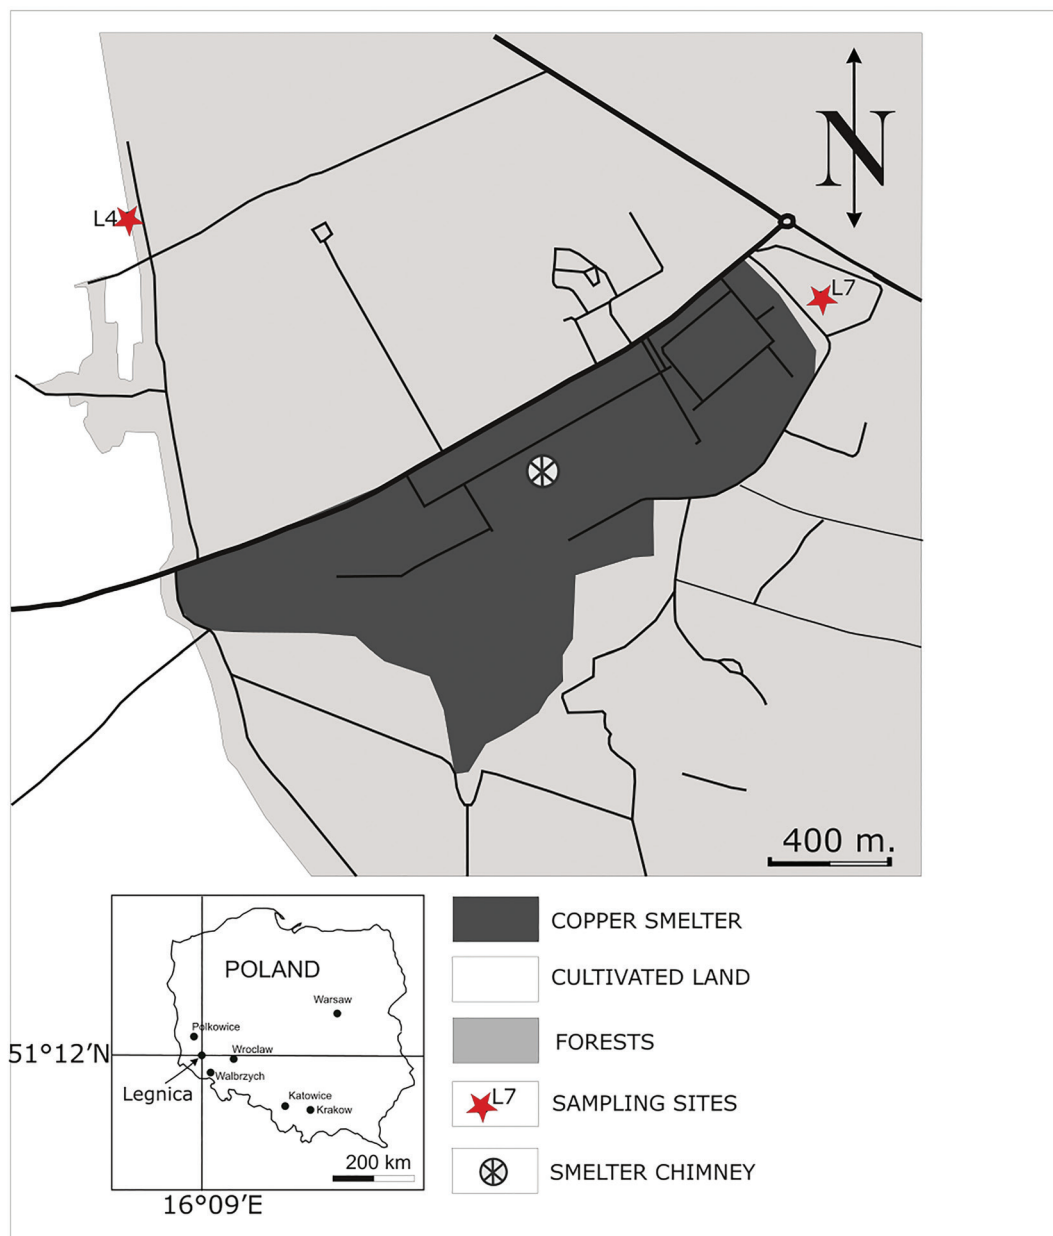 N
L4
L7
400 m.
COPPER SMELTER
CULTIVATED LAND
FORESTS
L7
SAMPLING SITES
SMELTER CHIMNEY
POLAND
Warsaw
Polkowice
Wroclaw
Walbrzych
Katowice
Krakow
51°12’N
Legnica
200 km
16°09’E